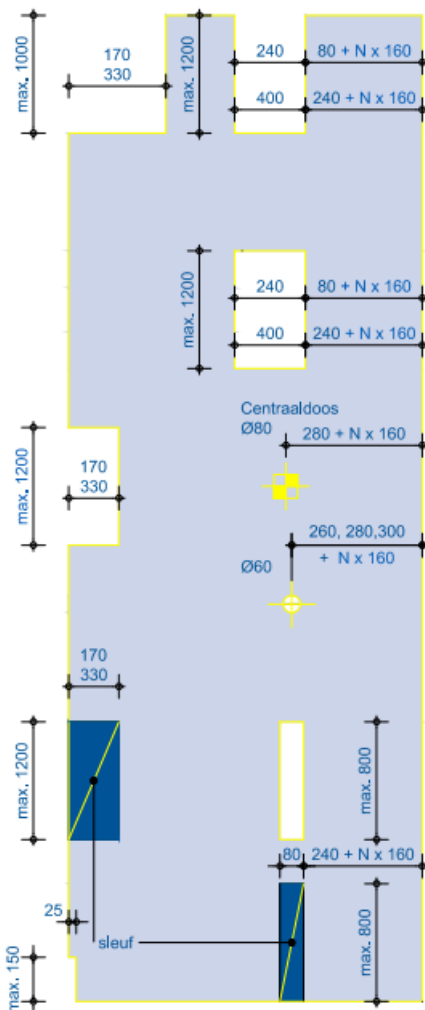 max. 1000
170
330
max. 1200
240
80 + N x 160
400
240 + N x 160
max. 1200
240
80 + N x 160
400
240 + N x 160
Centraaldoos
Ø80
280 + N x 160
max. 1200
170
330
260, 280,300
+ N x 160
Ø60
170
330
max. 1200
max. 800
80
240 + N x 160
25
sleuf
max. 800
max. 150